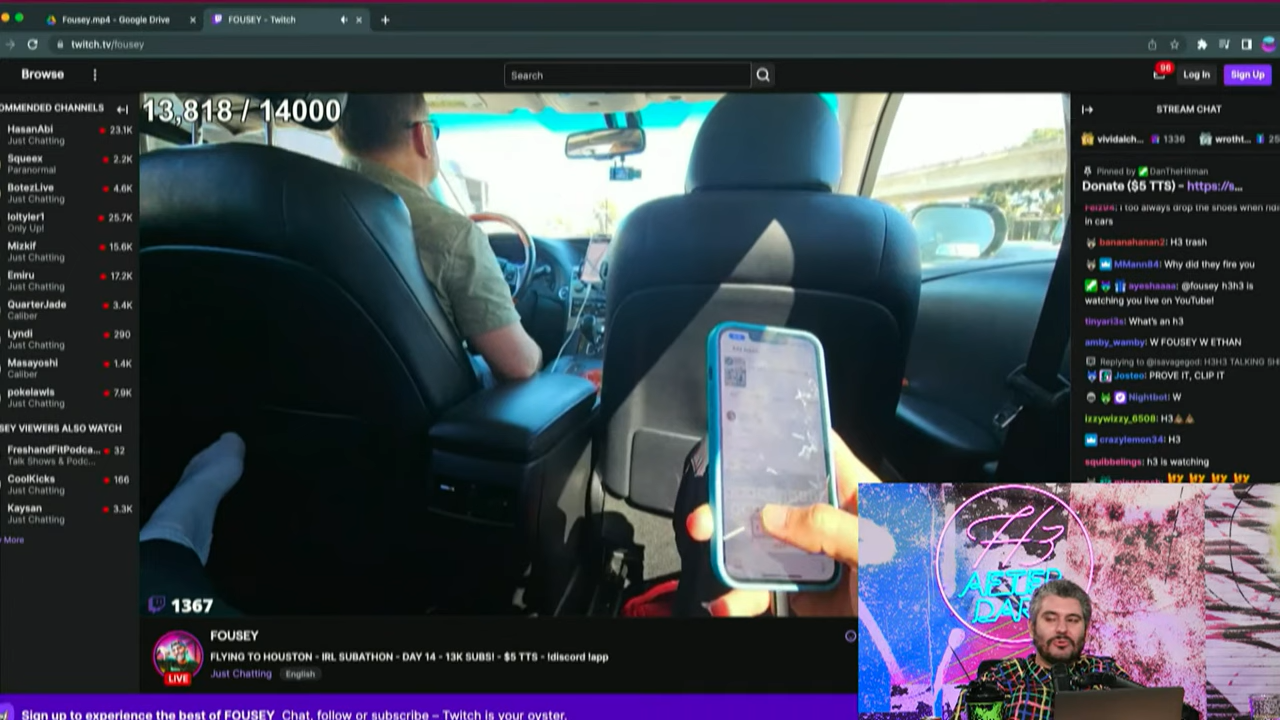 Fousey.mp4 - Google Drive
FOUSEY - Twitch
twitch.tv/fousey
Browse
Search
96
Log In
Sign Up
OMMENDED CHANNELS
HasanAbi
23.1K
Just Chatting
Squeex
2.2K
Paranormal
BotezLive
4.6K
Just Chatting
loltyler1
25.7K
Only Up!
Mizkif
15.6K
Just Chatting
Emiru
17.2K
Just Chatting
QuarterJade
3.4K
Caliber
Lyndi
290
Just Chatting
Masayoshi
1.4K
Caliber
pokelawls
7.9K
Just Chatting
SEY VIEWERS ALSO WATCH
FreshandFitPodca...
32
Talk Shows & Podc...
CoolKicks
166
Just Chatting
Kaysan
3.3K
Just Chatting
More
13,818 / 14000
1367
FOUSEY
FLYING TO HOUSTON - IRL SUBATHON - DAY 14 - 13K SUBS! - $5 TTS - !discord !app
Just Chatting
English
LIVE
Sign up to experience the best of FOUSEY Chat, follow or subscribe – Twitch is your oyster.
STREAM CHAT
vividalch...
1336
wrotht...
Pinned by DanTheHitman
Donate ($5 TTS) - https://s...
i too always drop the shoes when
in cars
bananahanan2: H3 trash
MMann84: Why did they fire you
ayeshaaaa: @fousey h3h3 is
watching you live on YouTube!
tinyari3s: What's an h3
amby_wamby: W FOUSEY W ETHAN
Replying to @isavagegod: H3H3 TALKING SH
Josteo: PROVE IT, CLIP IT
Nightbot: W
izzywizzy_6508: H3💩💩
crazylemon34: H3
squibbelings: h3 is watching
H3
AFTER
DARK